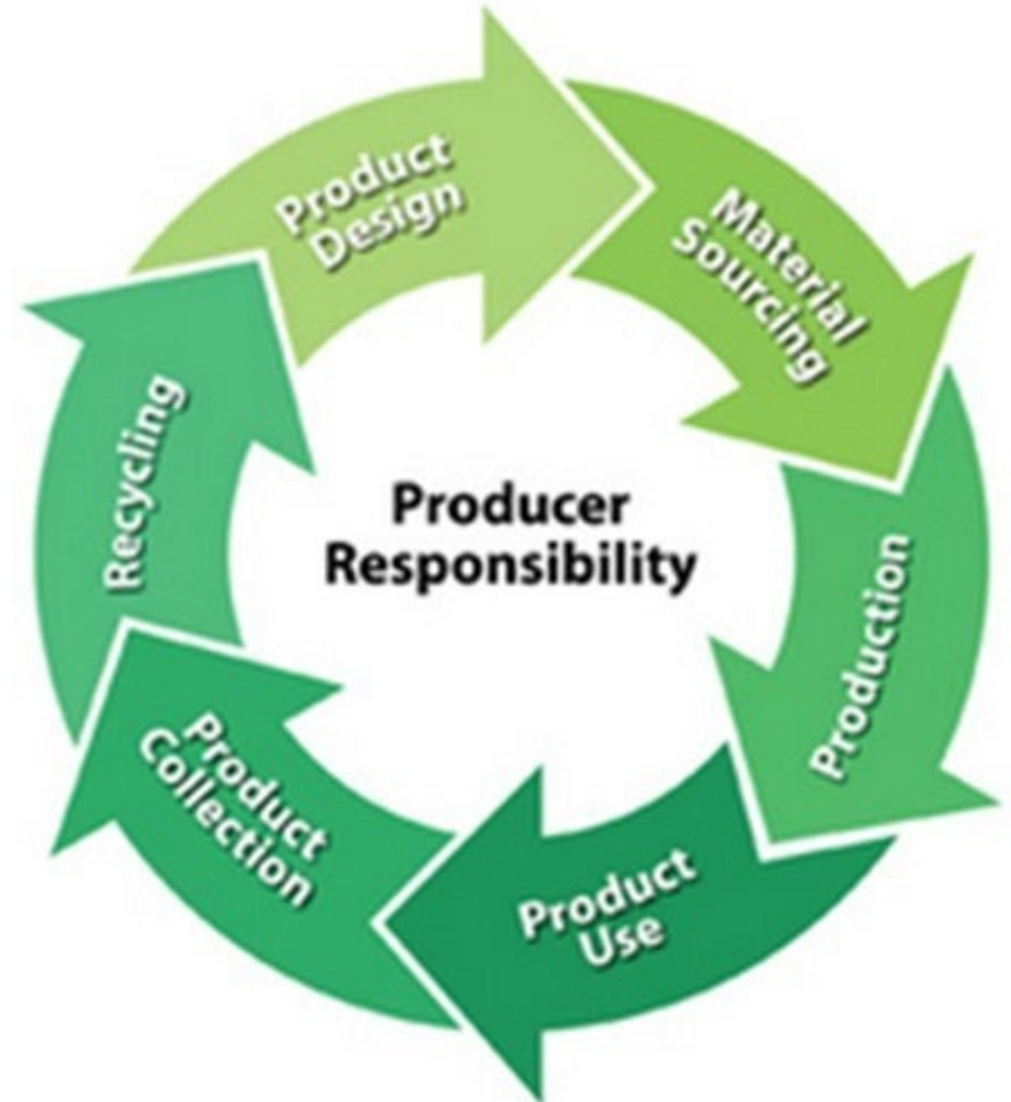 Product
Design
Material
Sourcing
Production
Product
Use
Product
Collection
Recycling
Producer
Responsibility